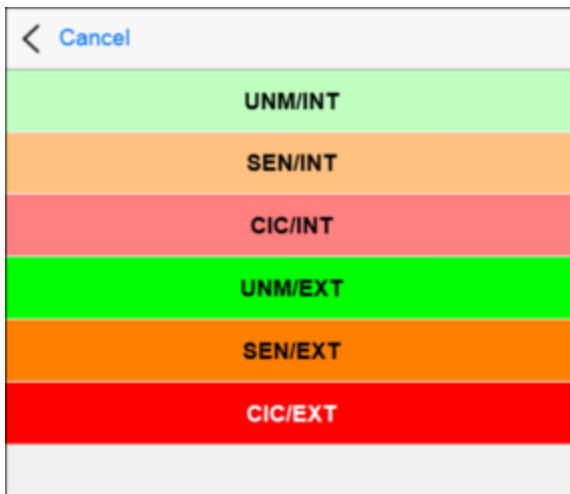 Cancel
UNM/INT
SEN/INT
CIC/INT
UNM/EXT
SEN/EXT
CIC/EXT